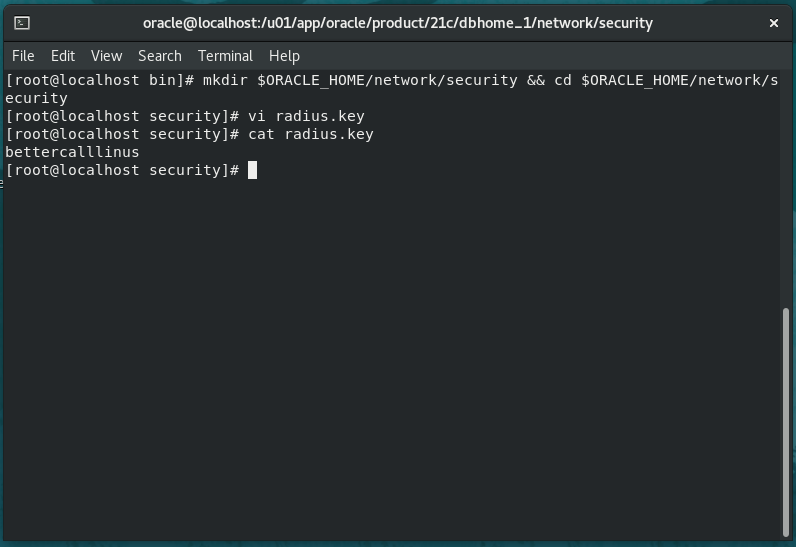 oracle@localhost:/u01/app/oracle/product/21c/dbhome_1/network/security
File Edit View Search Terminal Help
[root@localhost bin]# mkdir $ORACLE_HOME/network/security && cd $ORACLE_HOME/network/s
ecurity
[root@localhost security]# vi radius.key
[root@localhost security]# cat radius.key
bettercalllinus
[root@localhost security]#